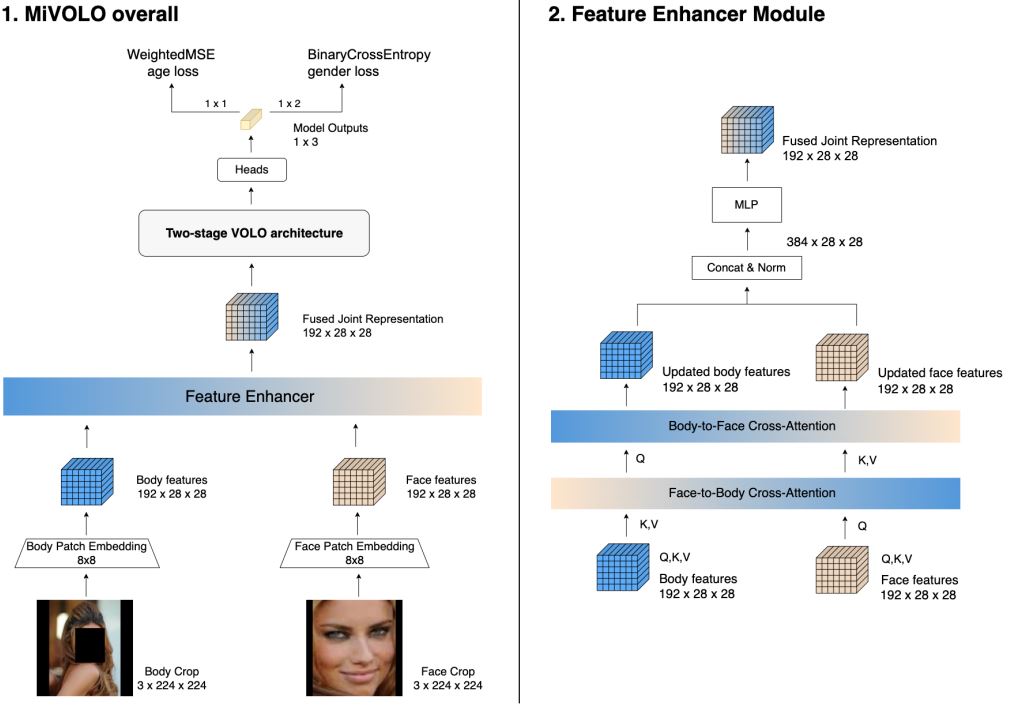 1. MiVOLO overall
WeightedMSE
age loss
BinaryCrossEntropy
gender loss
1 x 1
1 x 2
Model Outputs
1 x 3
Heads
Two-stage VOLO architecture
Fused Joint Representation
192 x 28 x 28
Feature Enhancer
Body features
192 x 28 x 28
Face features
192 x 28 x 28
Body Patch Embedding
8x8
Face Patch Embedding
8x8
Body Crop
3 x 224 x 224
Face Crop
3 x 224 x 224
2. Feature Enhancer Module
Fused Joint Representation
192 x 28 x 28
MLP
384 x 28 x 28
Concat & Norm
Updated body features
192 x 28 x 28
Updated face features
192 x 28 x 28
Body-to-Face Cross-Attention
Q
K,V
Face-to-Body Cross-Attention
K,V
Q
Q,K,V
Body features
192 x 28 x 28
Q,K,V
Face features
192 x 28 x 28